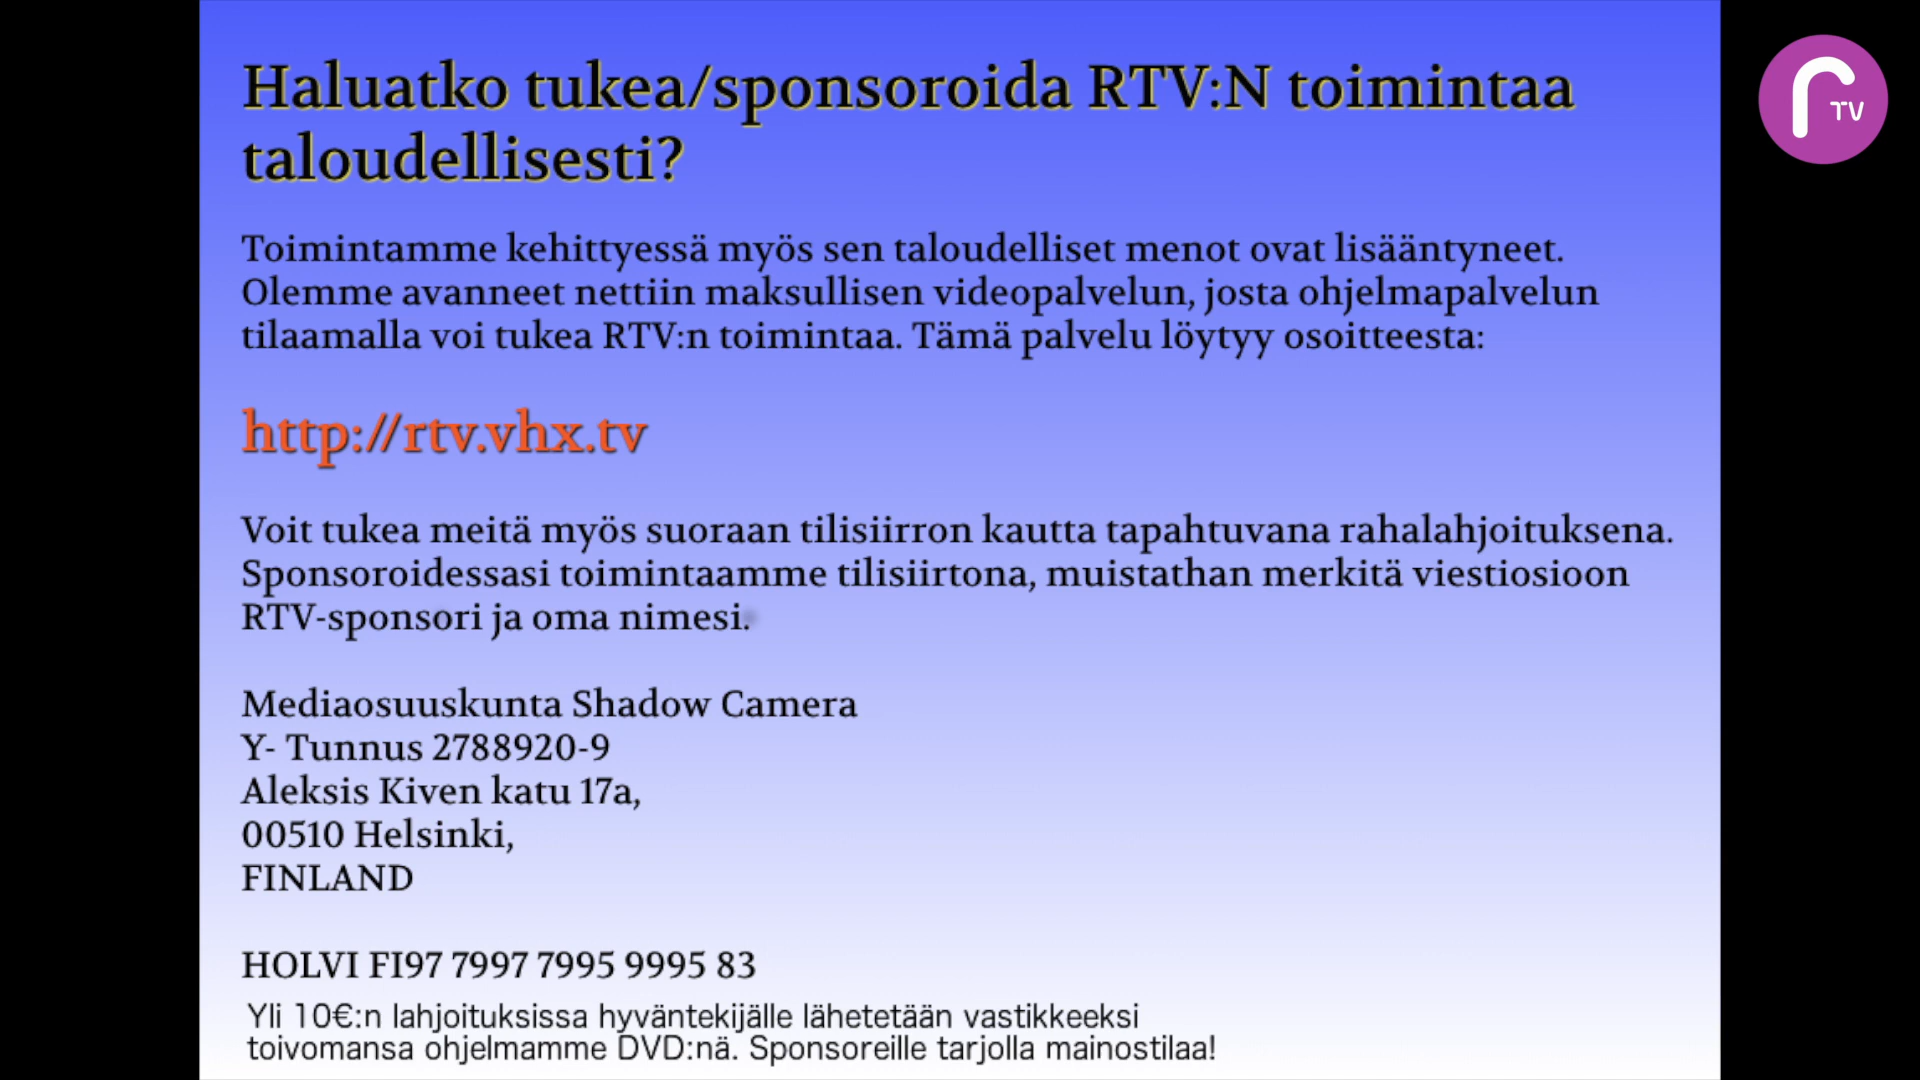 Haluatko tukea/sponsoroida RTV:N toimintaa
taloudellisesti?
r TV
Toimintamme kehittyessä myös sen taloudelliset menot ovat lisääntyneet.
Olemme avanneet nettiin maksullisen videopalvelun, josta ohjelmapalvelun
tilaamalla voi tukea RTV:n toimintaa. Tämä palvelu löytyy osoitteesta:
http://rtv.vhx.tv
Voit tukea meitä myös suoraan tilisiirron kautta tapahtuvana rahalahjoituksena.
Sponsoroidessasi toimintaamme tilisiirtona, muistathan merkitä viestiosioon
RTV-sponsori ja oma nimesi.
Mediaosuuskunta Shadow Camera
Y- Tunnus 2788920-9
Aleksis Kiven katu 17a,
00510 Helsinki,
FINLAND
HOLVI FI97 7997 7995 9995 83
Yli 10€:n lahjoituksissa hyväntekijälle lähetetään vastikkeeksi
toivomansa ohjelmamme DVD:nä. Sponsoreille tarjolla mainostilaa!